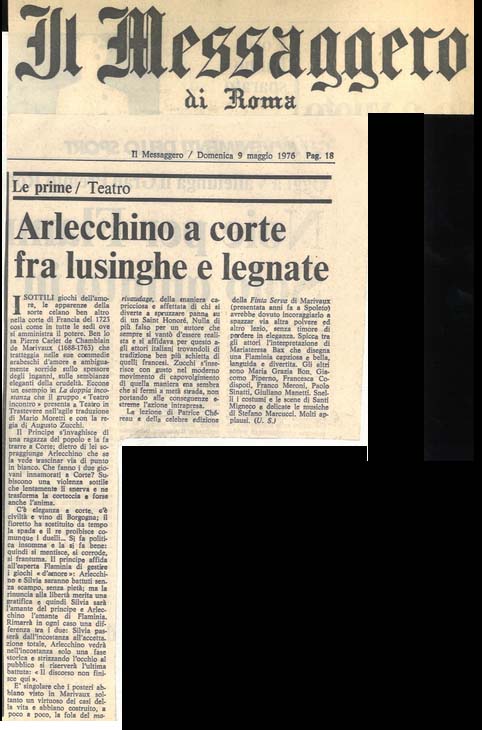 Il Messaggero
di Roma
Il Messaggero / Domenica 9 maggio 1976 Pag. 18
Le prime / Teatro
Arlecchino a corte
fra lusinghe e legnate
I SOTTILI giochi dell'amo-
re, le apparenze della
sorte celano ben altro
nella corte di Francia del 1723
così come in tutte le sedi ove
si amministra il potere. Ben lo
sa Pierre Carlet de Chamblain
de Marivaux (1688-1763) che
tratteggia nelle sue commedie
arabeschi d'amore e ambigua-
mente sorride sullo spessore
degli inganni, sulla sembianza
eleganti della crudeltà. Eccone
un esempio in La doppia inco-
stanza che il gruppo «Teatro
incontro» presenta a Teatro in
Trastevere nell'agile traduzione
di Mario Moretti e con la re-
gia di Augusto Zucchi.
Il Principe s'invaghisce di
una ragazza del popolo e la fa
trarre a Corte; dietro di lei so-
praggiunge Arlecchino che se
la vede trascinar via di punto
in bianco. Che fanno i due gio-
vani innamorati a Corte? Su-
biscono una violenza sottile
che lentamente li snerva e ne
trasforma la corteccia e forse
anche l'anima.
C'è eleganza a corte, c'è
civiltà e vino di Borgogna; il
fioretto ha sostituito da tempo
la spada e il re proibisce co-
munque i duelli... Si fa politi-
ca insomma e la si fa bene:
quindi si mentisce, si corrode,
si frantuma. Il principe affida
all'esperta Flaminia di gestire
i giochi «d'amore»: Arlecchi-
no e Silvia saranno battuti sen-
za scampo, senza pietà; ma la
rinuncia alla libertà merita una
gratifica e quindi Silvia sarà
l'amante del principe e Arlec-
chino l'amante di Flaminia.
Rimarrà in ogni caso una dif-
ferenza tra i due: Silvia pas-
serà dall'incostanza all'accetta-
zione totale, Arlecchino vedrà
nell'incostanza solo una fase
storica e strizzando l'occhio al
pubblico si riserverà l'ultima
battuta: «Il discorso non fini-
sce qui».
E' singolare che i posteri ab-
biano visto in Marivaux sol-
tanto un virtuoso dei casi del-
la vita e abbiano costruito, a
poco a poco, la fola del ma-
rivaudage, della maniera ca-
pricciosa e affettata di chi si
diverte a spruzzare panna su
di un Saint Honoré. Nulla di
più falso per un autore che
sempre si vantò d'essere reali-
sta e si affidava per questo a-
gli attori italiani trovandoli di
tradizione ben più schietta di
quelli francesi. Zucchi s'inte-
risce con gusto nel moderno
movimento di capovolgimento
di quella maniera ma sembra
che si fermi a metà strada, non
portando alle conseguenze e-
streme l'azione intrapresa.
La lezione di Patrice Ché-
reau e della celebre edizione
della Finta Serva di Marivaux
(presentata anni fa a Spoleto)
avrebbe dovuto incoraggiarlo a
spazzar via altra polvere ed
altro lezio, senza timore di
perdere in eleganza. Spicca tra
gli attori l'interpretazione di
Mariateresa Bax che disegna
una Flaminia capziosa e bella,
languida e divertita. Gli altri
sono Maria Grazia Bon, Gia-
como Piperno, Francesca Co-
dispoti, Franco Meroni, Paolo
Sinatti, Giuliano Manetti. Snel-
li i costumi e le scene di Santi
Migneco a delicate le musiche
di Stefano Marcucci. Molti ap-
plausi. (U. S.)